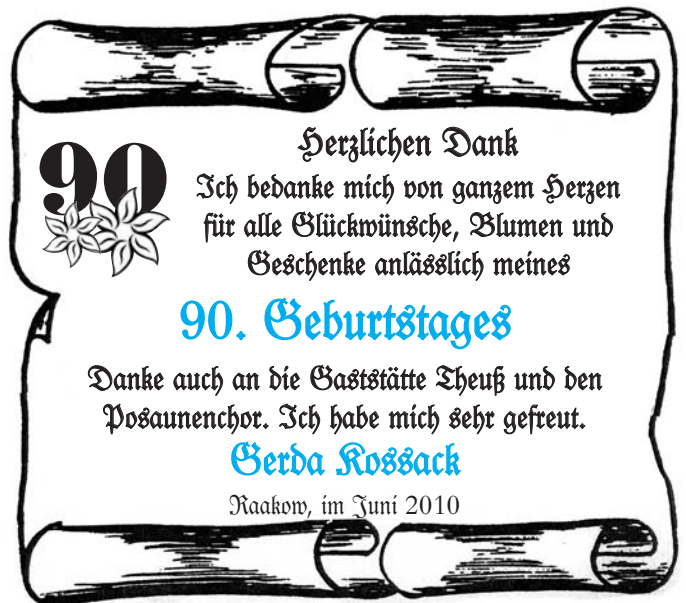 90
Herzlichen Dank
Ich bedanke mich von ganzem Herzen
für alle Glückwünsche, Blumen und
Geschenke anlässlich meines
90. Geburtstages
Danke auch an die Gaststätte Theuß und den
Posaunenchor. Ich habe mich sehr gefreut.
Gerda Kossack
Raakow, im Juni 2010